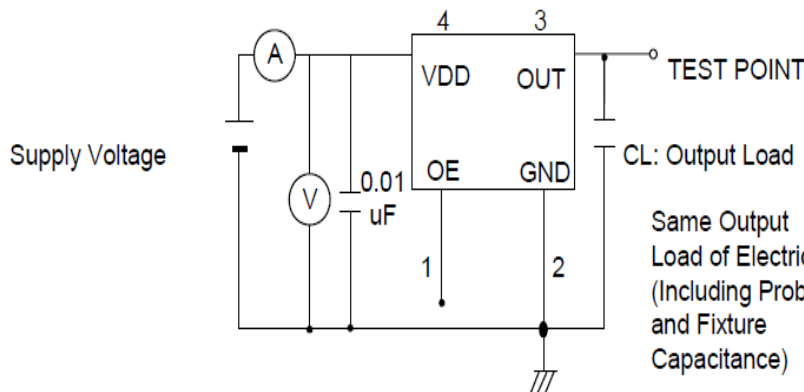 4
3
A
VDD
OUT
TEST POINT
Supply Voltage
CL: Output Load
OE
GND
0.01
uF
V
1
2
Same Output
Load of Electric
(Including Prob
and Fixture
Capacitance)